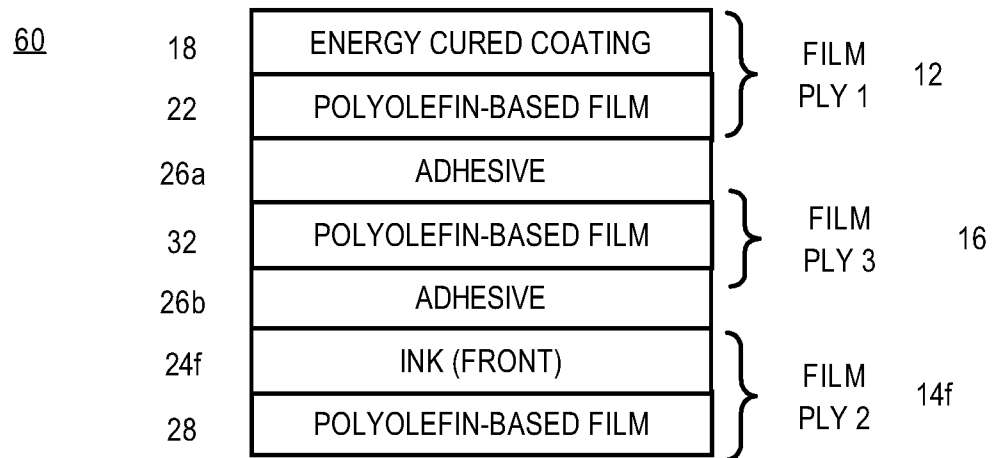 60
18 ENERGY CURED COATING
22 POLYOLEFIN-BASED FILM
FILM
PLY 1
12
26a ADHESIVE
32 POLYOLEFIN-BASED FILM
FILM
PLY 3
16
26b ADHESIVE
24f INK (FRONT)
28 POLYOLEFIN-BASED FILM
FILM
PLY 2
14f